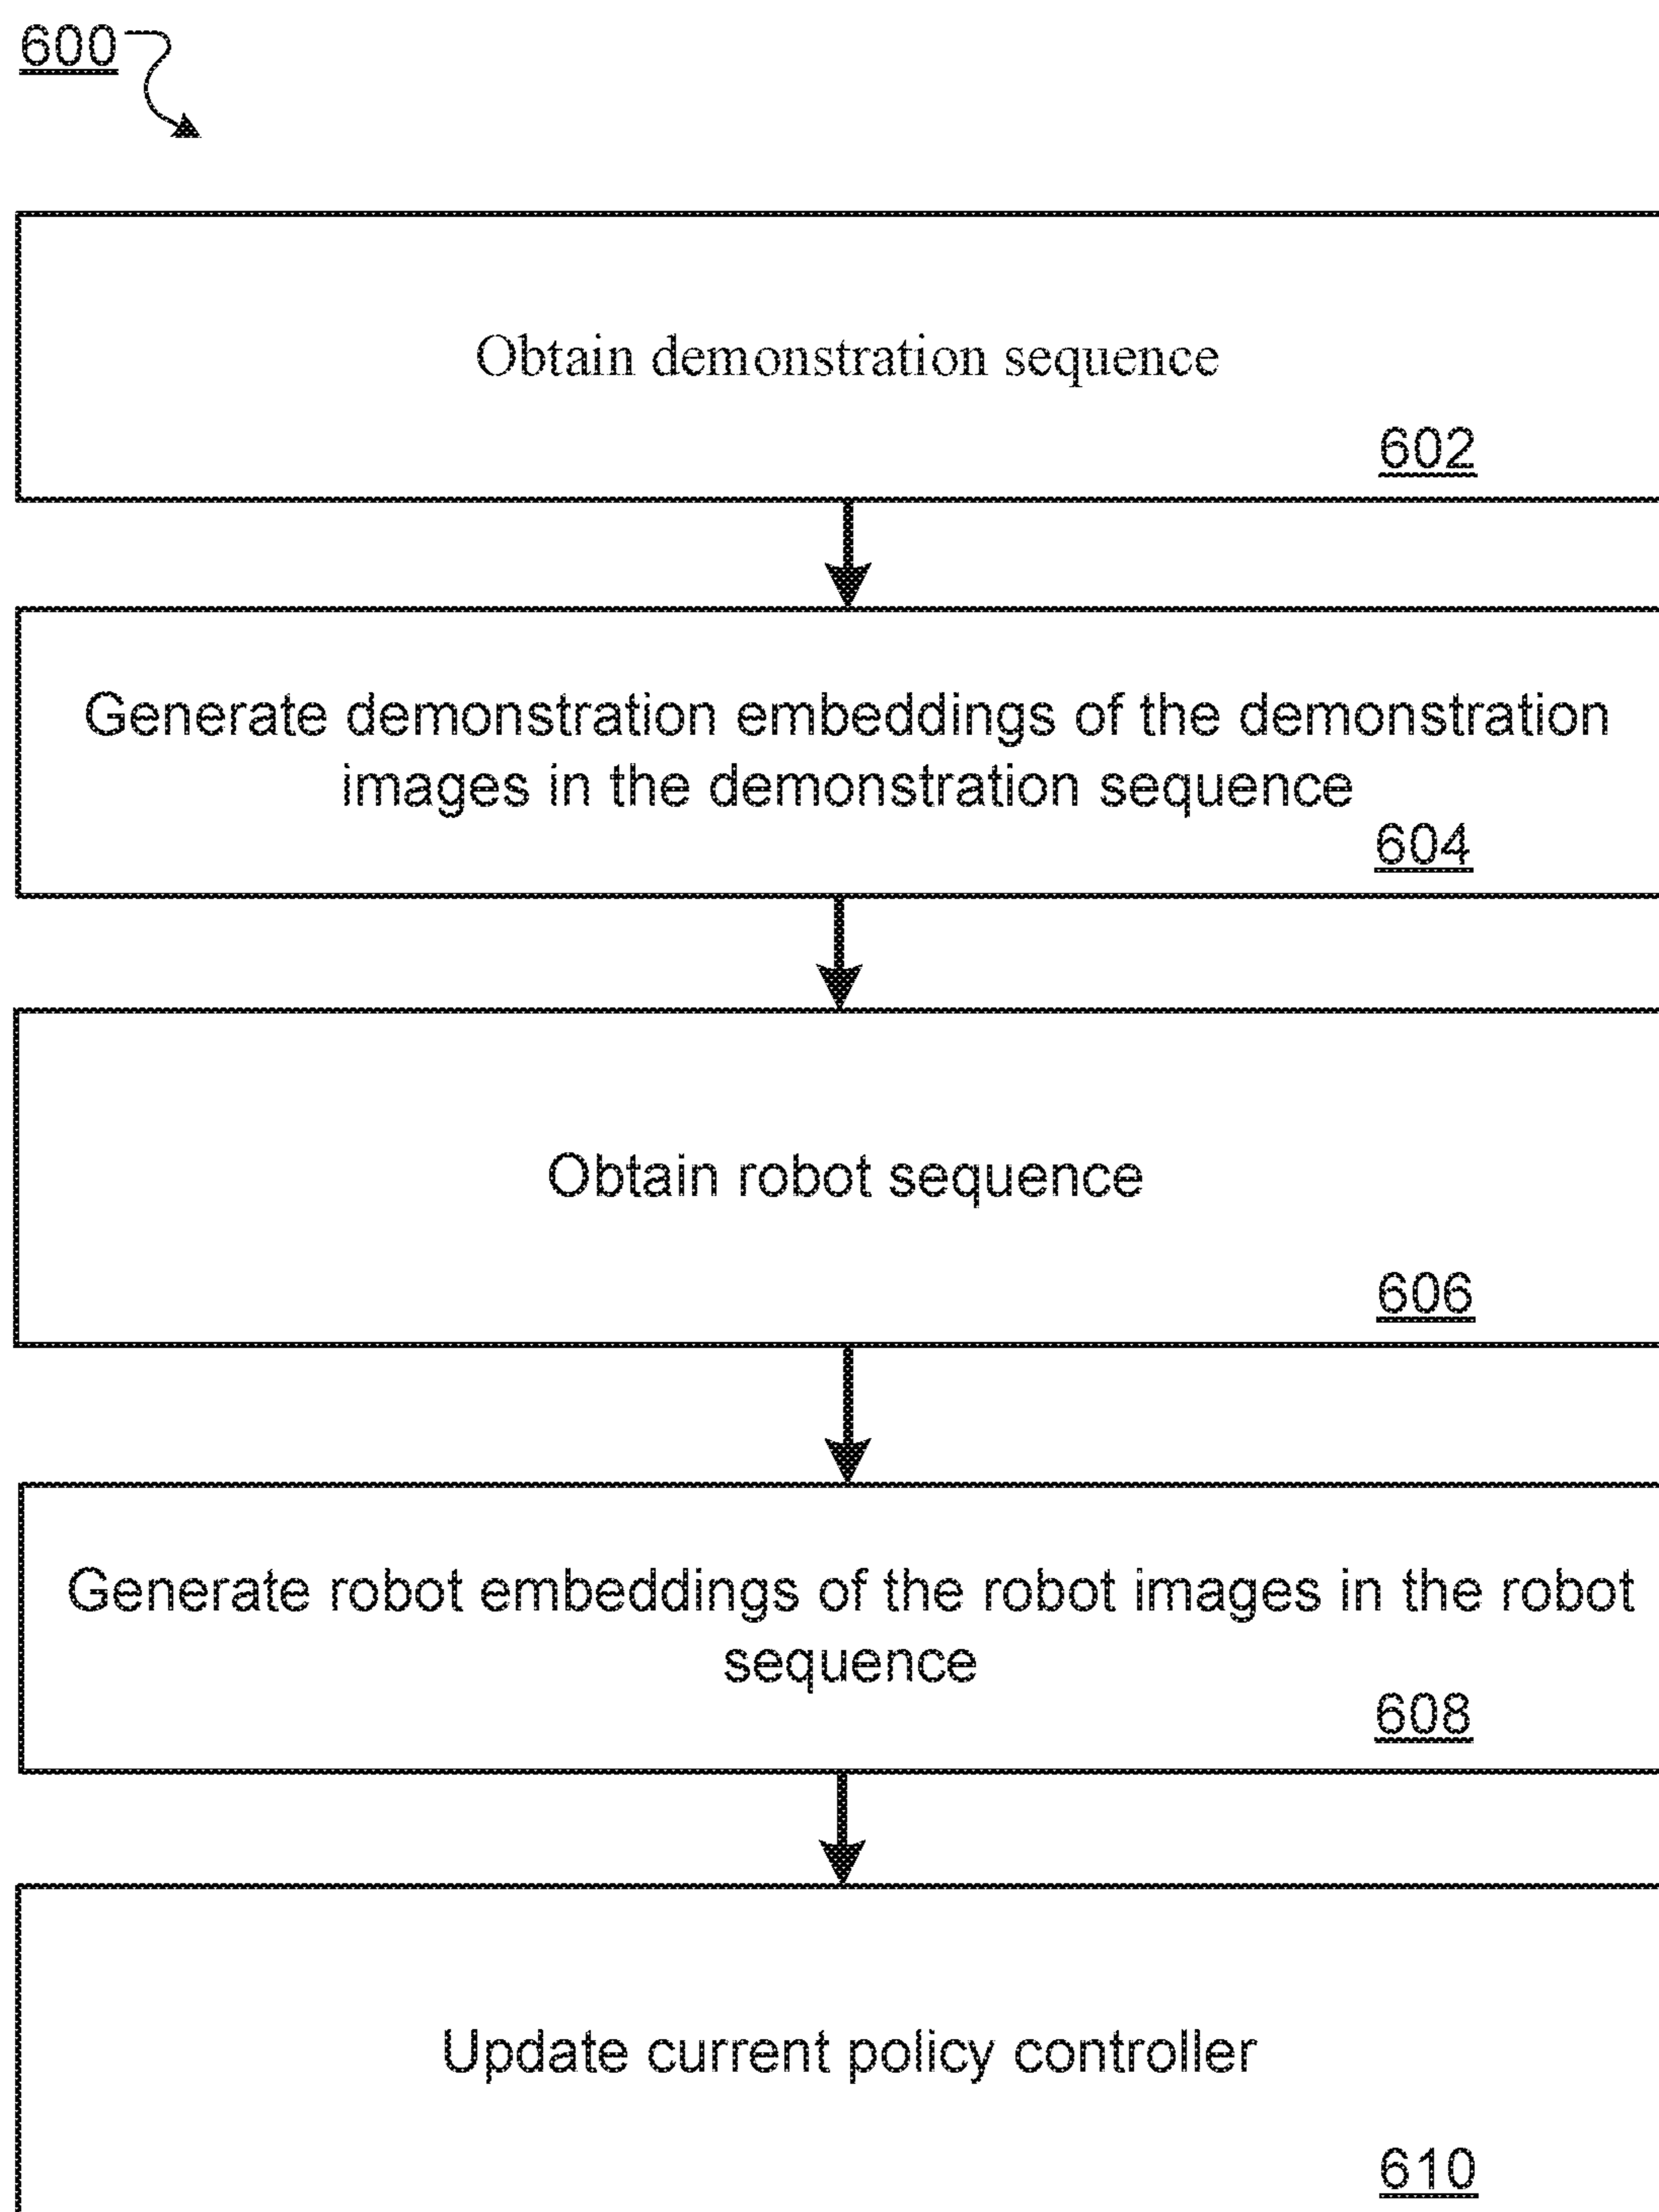 600
Obtain demonstration sequence
602
Generate demonstration embeddings of the demonstration
images in the demonstration sequence
604
Obtain robot sequence
606
Generate robot embeddings of the robot images in the robot
sequence
608
Update current policy controller
610